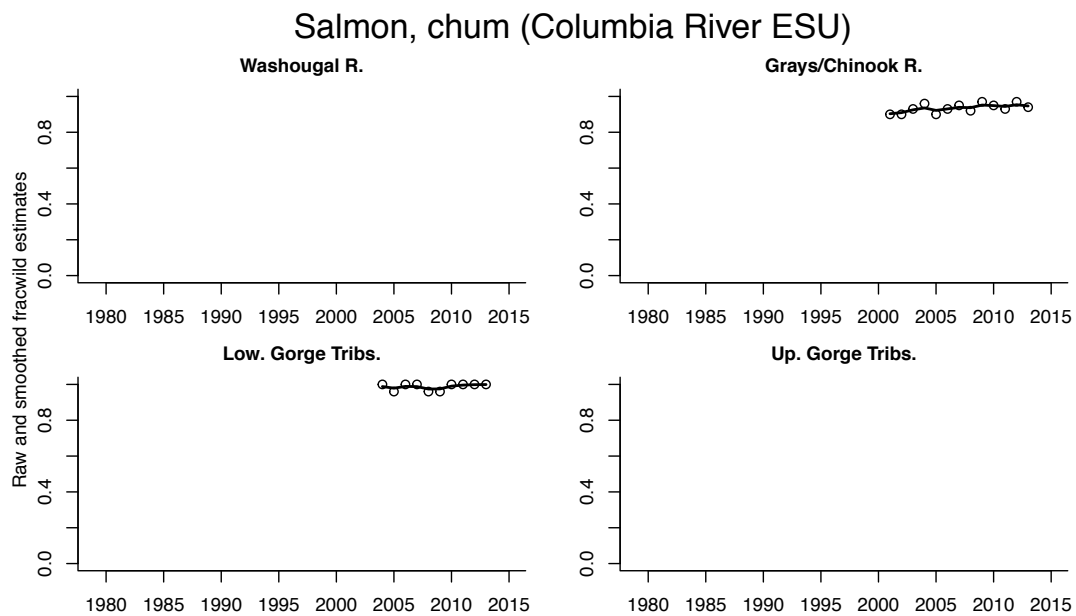 Salmon, chum (Columbia River ESU)
Raw and smoothed fracwild estimates
Washougal R.
0.8
0.4
0.0
1980 1985 1990 1995 2000 2005 2010 2015
Grays/Chinook R.
0.8
0.4
0.0
1980 1985 1990 1995 2000 2005 2010 2015
Low. Gorge Tribs.
0.8
0.4
0.0
1980 1985 1990 1995 2000 2005 2010 2015
Up. Gorge Tribs.
0.8
0.4
0.0
1980 1985 1990 1995 2000 2005 2010 2015